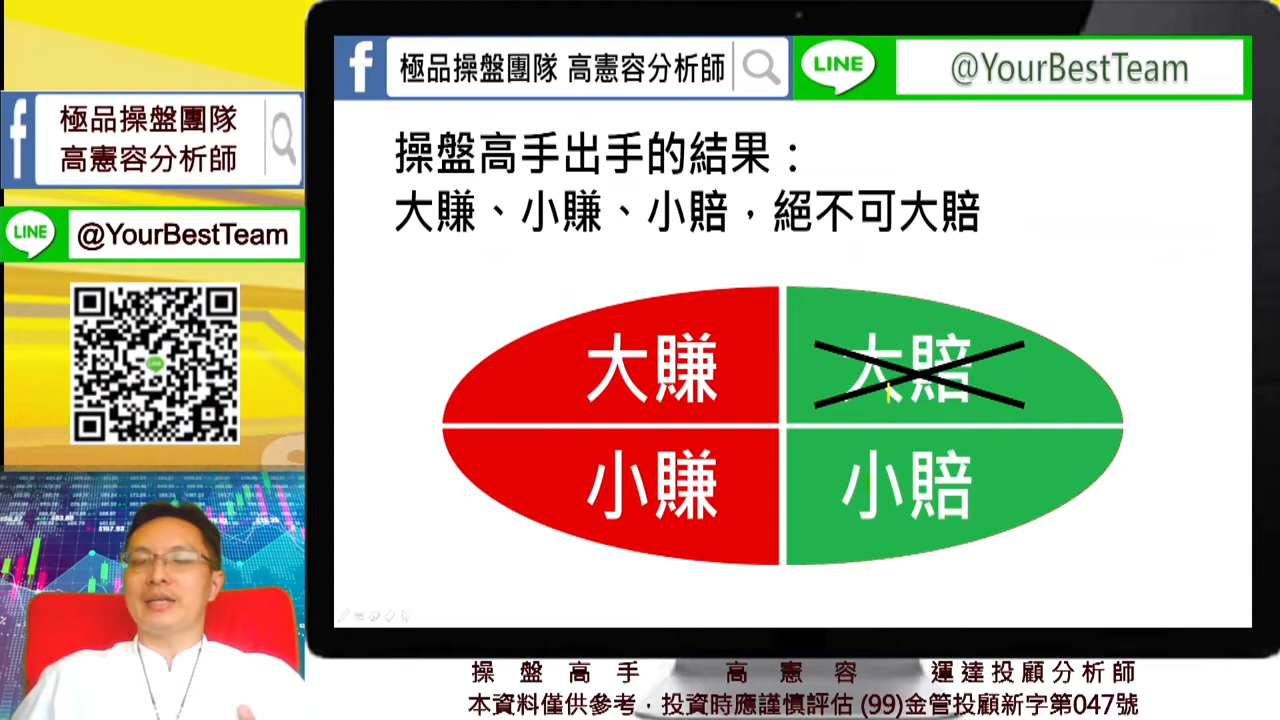 極品操盤團隊
高憲容分析師
LINE
@YourBestTeam
極品操盤團隊 高憲容分析師
LINE
@YourBestTeam
操盤高手出手的結果：
大賺、小賺、小賠，絕不可大賠
大賺
大賠
小賺
小賠
操盤高手 高憲容 運達投顧分析師
本資料僅供參考，投資時應謹慎評估 (99)金管投顧新字第047號